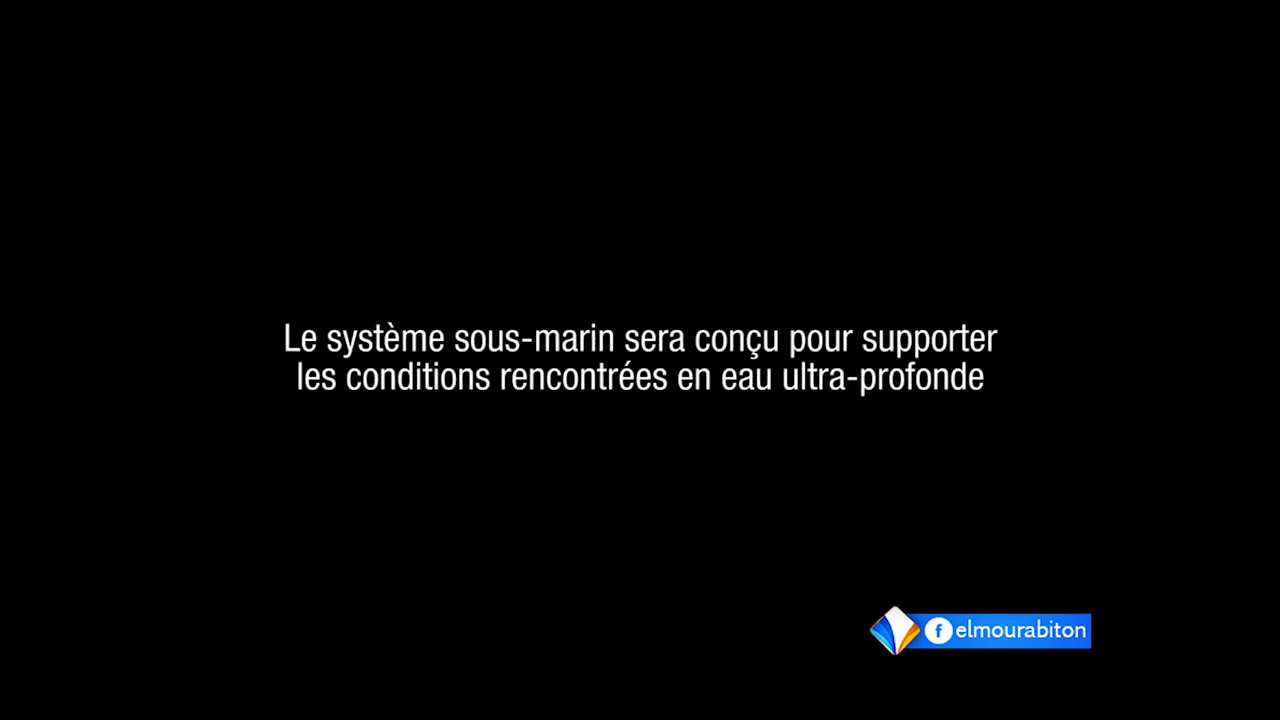 Le système sous-marin sera conçu pour supporter
les conditions rencontrées en eau ultra-profonde
f elmourabiton